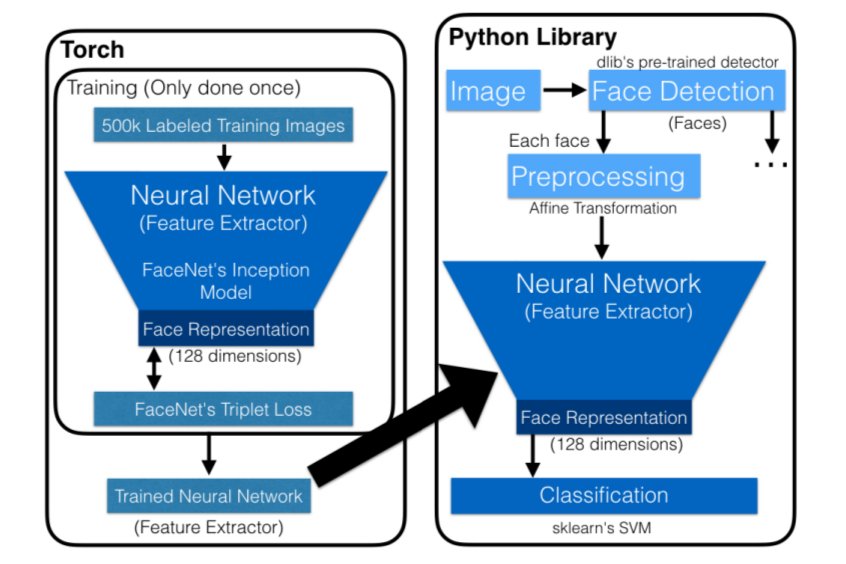 Torch
Training (Only done once)
500k Labeled Training Images
Neural Network
(Feature Extractor)
FaceNet's Inception
Model
Face Representation
(128 dimensions)
FaceNet's Triplet Loss
Trained Neural Network
(Feature Extractor)
Python Library
dlib's pre-trained detector
Image
Face Detection
(Faces)
Each face
...
Preprocessing
Affine Transformation
Neural Network
(Feature Extractor)
Face Representation
(128 dimensions)
Classification
sklearn's SVM